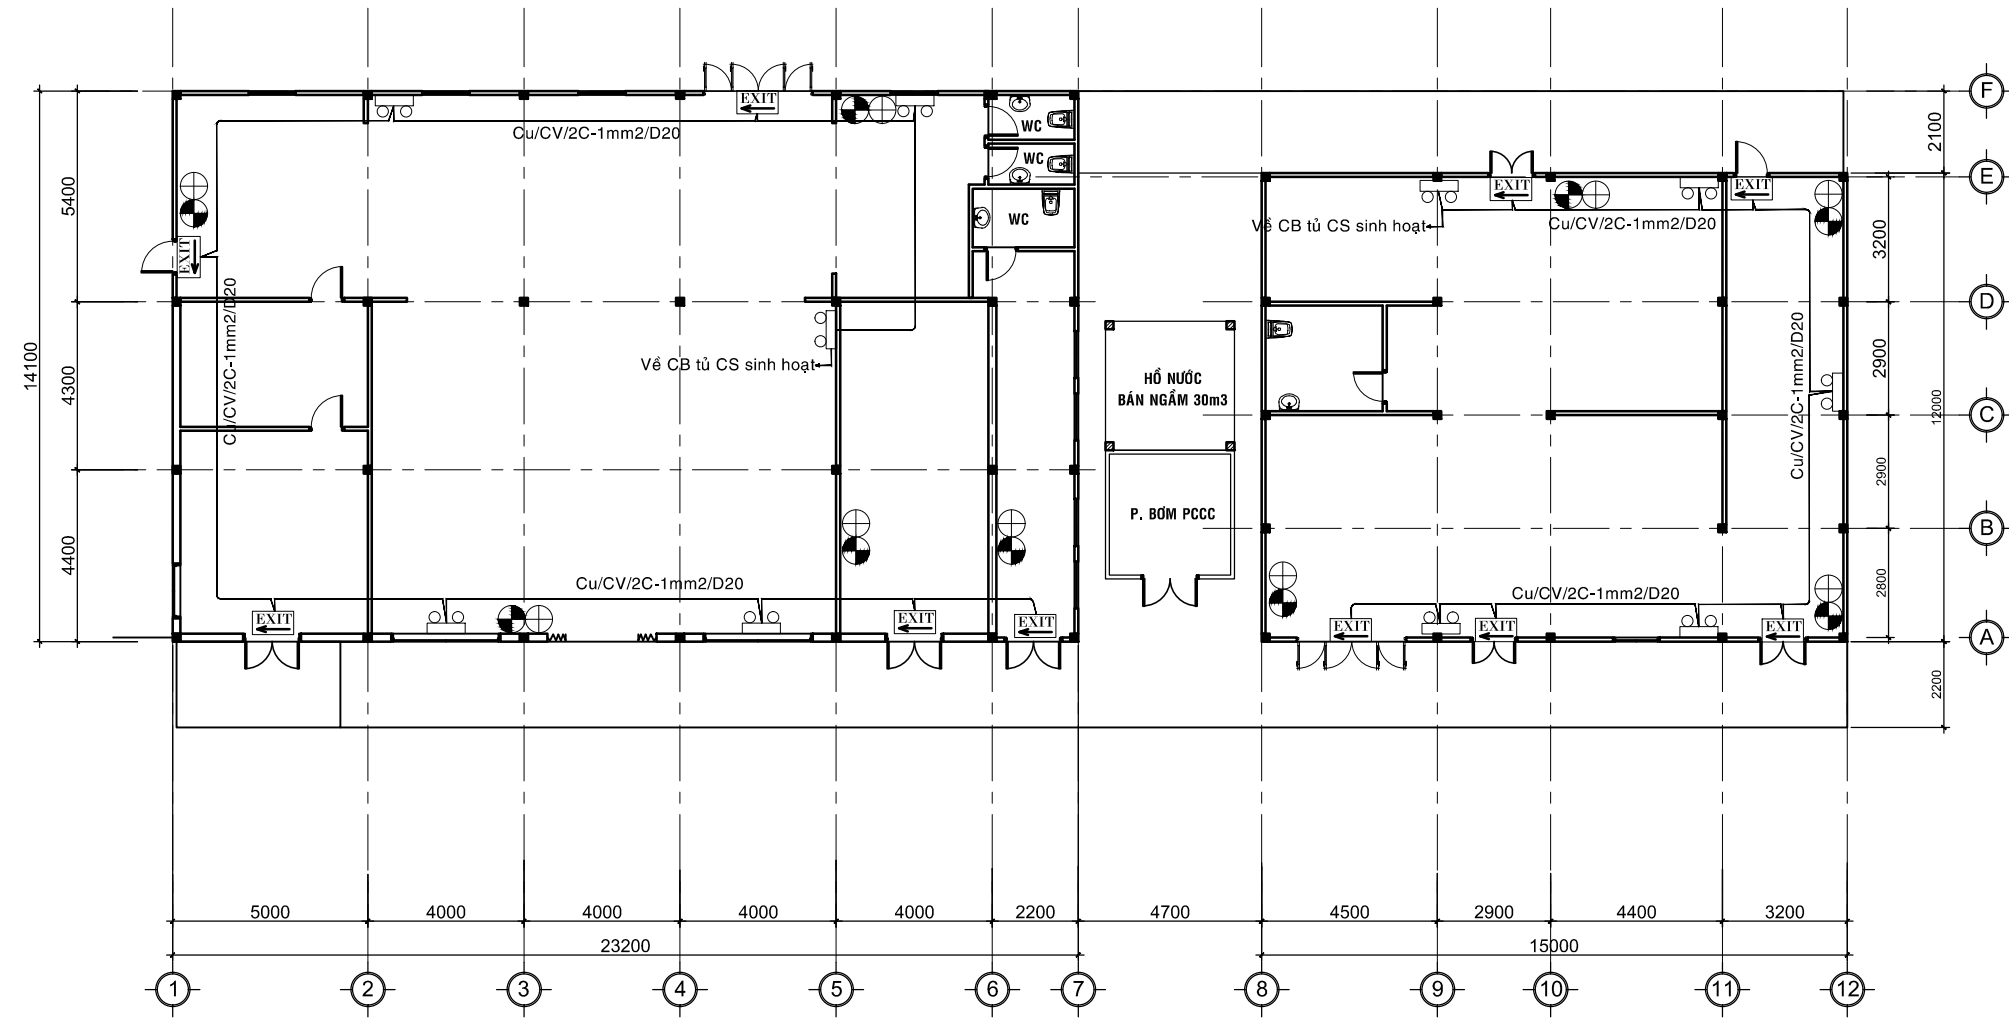 F
EXIT
WC
Cu/CV/2C-1mm2/D20
2100
WC
E
EXIT
EXIT
5400
WC
Về CB tủ CS sinh hoạt
Cu/CV/2C-1mm2/D20
EXIT
3200
Cu/CV/2C-1mm2/D20
D
14100
4300
Về CB tủ CS sinh hoạt
HỒ NƯỚC
BÁN NGẦM 30m3
Cu/CV/2C-1mm2/D20
2900
12000
C
2900
P. BƠM PCCC
B
4400
Cu/CV/2C-1mm2/D20
Cu/CV/2C-1mm2/D20
2800
EXIT
EXIT
EXIT
EXIT
EXIT
EXIT
A
2200
5000
4000
4000
4000
4000
2200
4700
4500
2900
4400
3200
23200
15000
1
2
3
4
5
6
7
8
9
10
11
12